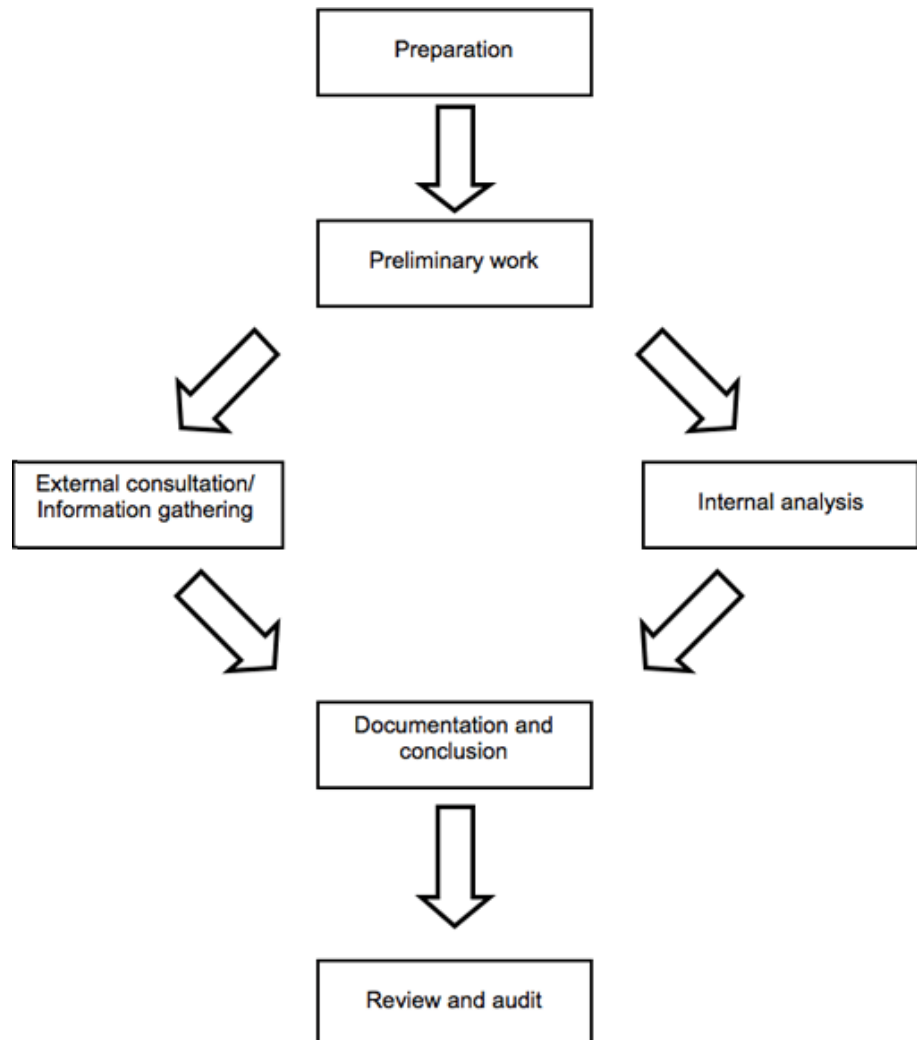 Preparation
Preliminary work
External consultation/
Information gathering
Internal analysis
Documentation and
conclusion
Review and audit